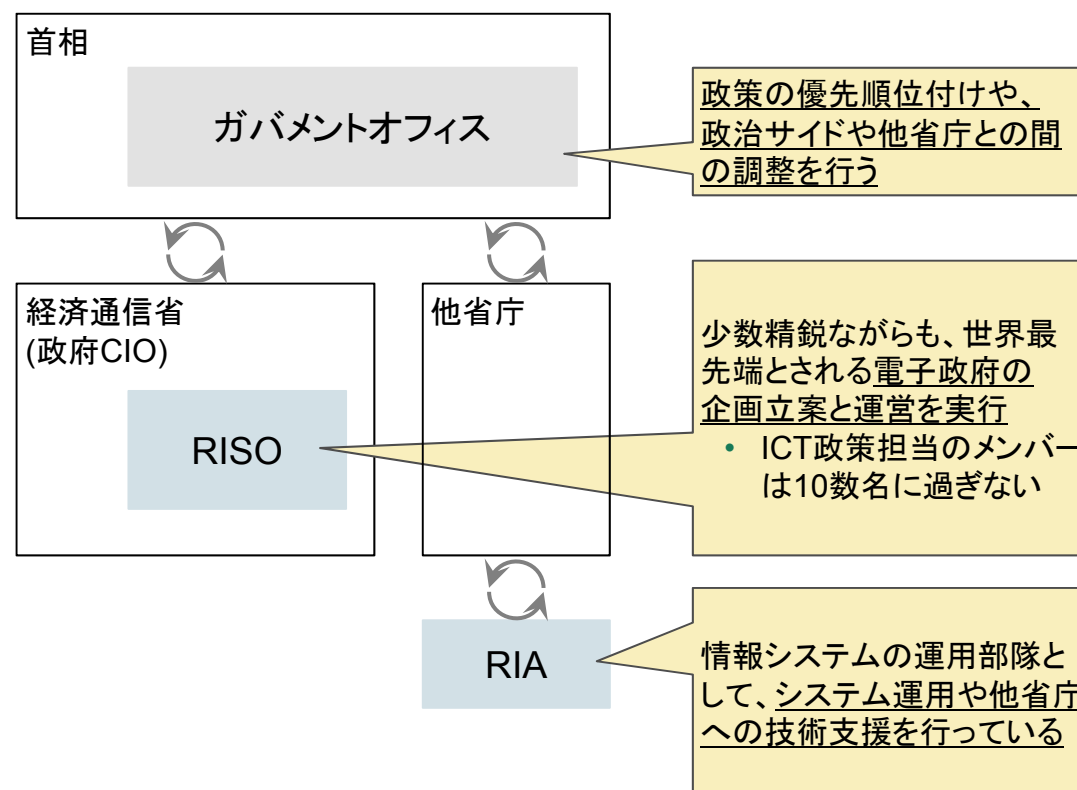 首相
ガバメントオフィス
政策の優先順位付けや、
政治サイドや他省庁との間
の調整を行う
経済通信省
(政府CIO)
RISO
他省庁
少数精鋭ながらも、世界最
先端とされる電子政府の
企画立案と運営を実行
• ICT政策担当のメンバー
は10数名に過ぎない
RIA
情報システムの運用部隊と
して、システム運用や他省庁
への技術支援を行っている